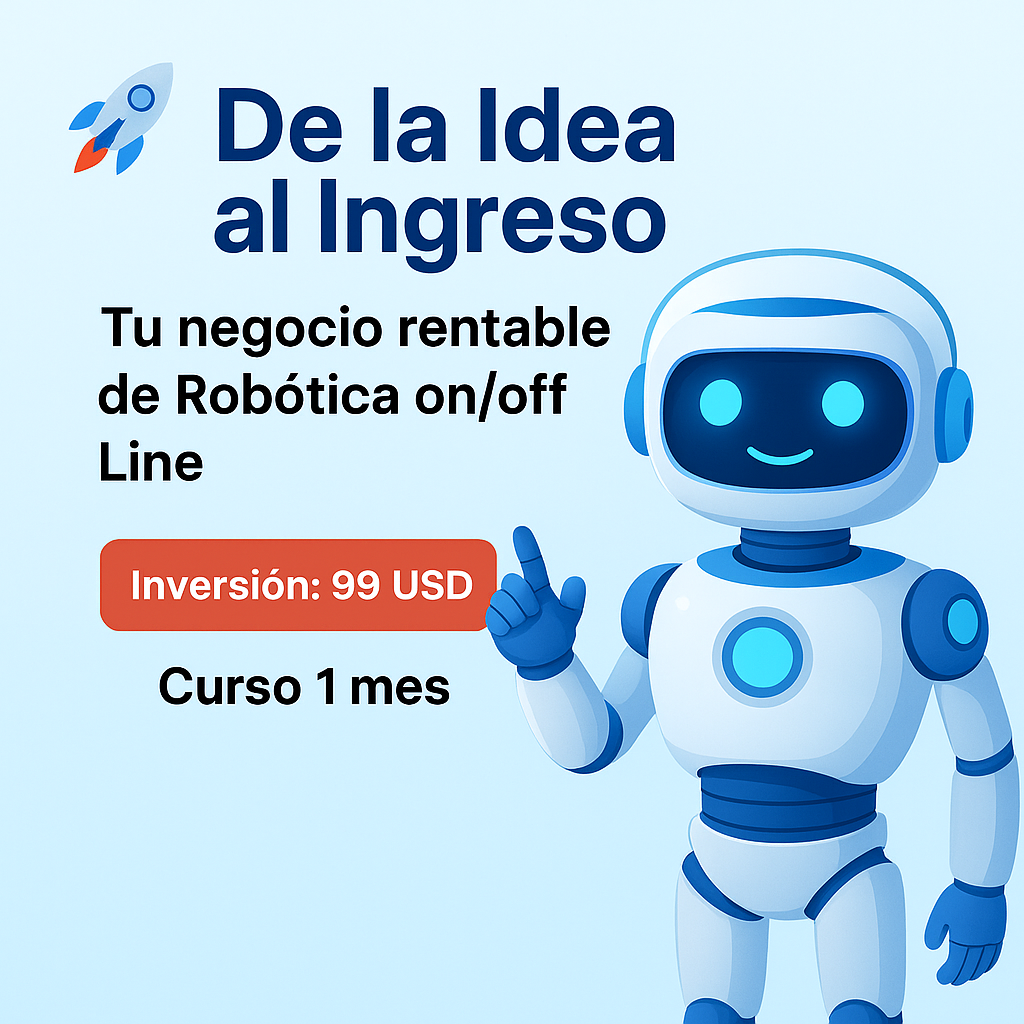 De la Idea
al Ingreso
Tu negocio rentable
de Robótica on/off
Line
Inversión: 99 USD
Curso 1 mes